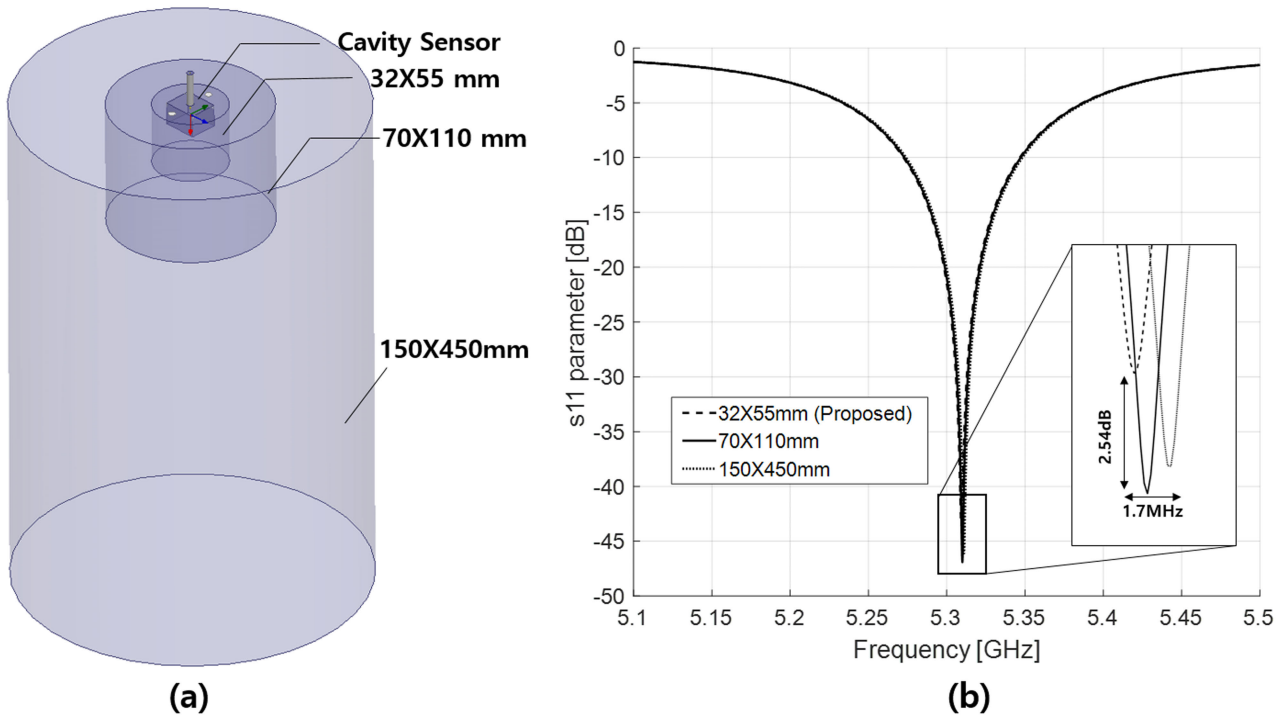 Cavity Sensor
32X55 mm
70X110 mm
150X450mm
(a)
s11 parameter [dB]
0
-5
-10
-15
-20
-25
-30
-35
-40
-45
-50
5.1
5.15
5.2
5.25
5.3
5.35
5.4
5.45
5.5
Frequency [GHz]
32X55mm (Proposed)
70X110mm
150X450mm
2.54dB
1.7MHz
(b)